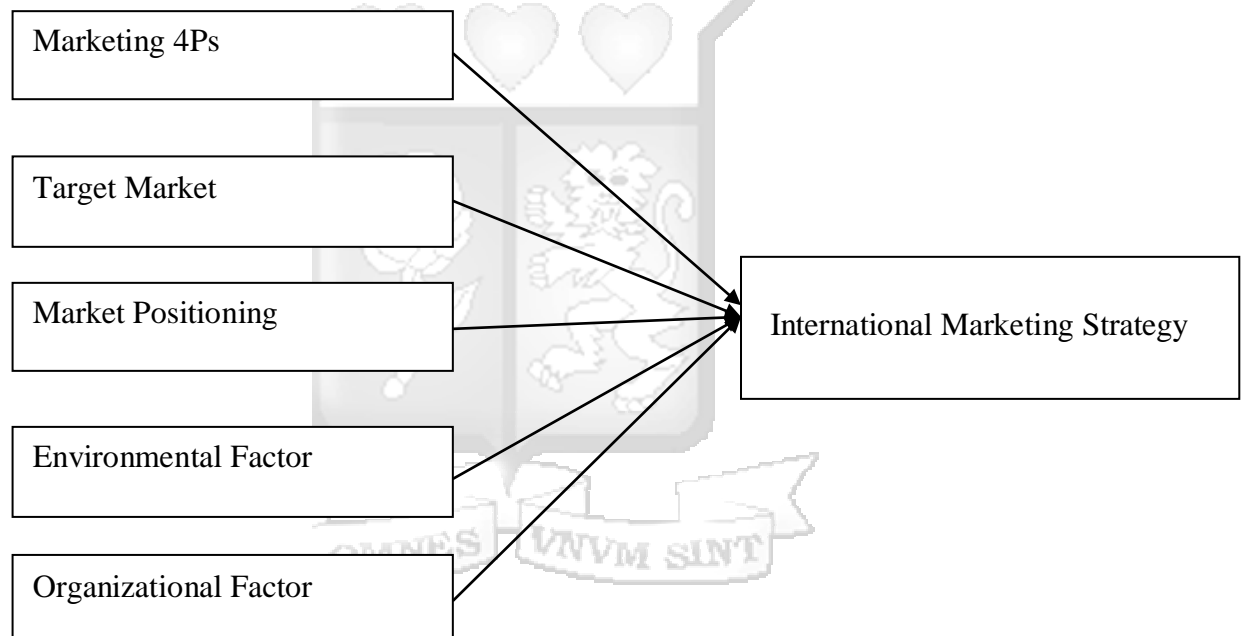 Marketing 4Ps
Target Market
Market Positioning
International Marketing Strategy
Environmental Factor
OMNES VNVM SINT
Organizational Factor